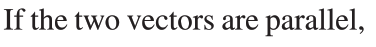 If the two vectors are parallel,